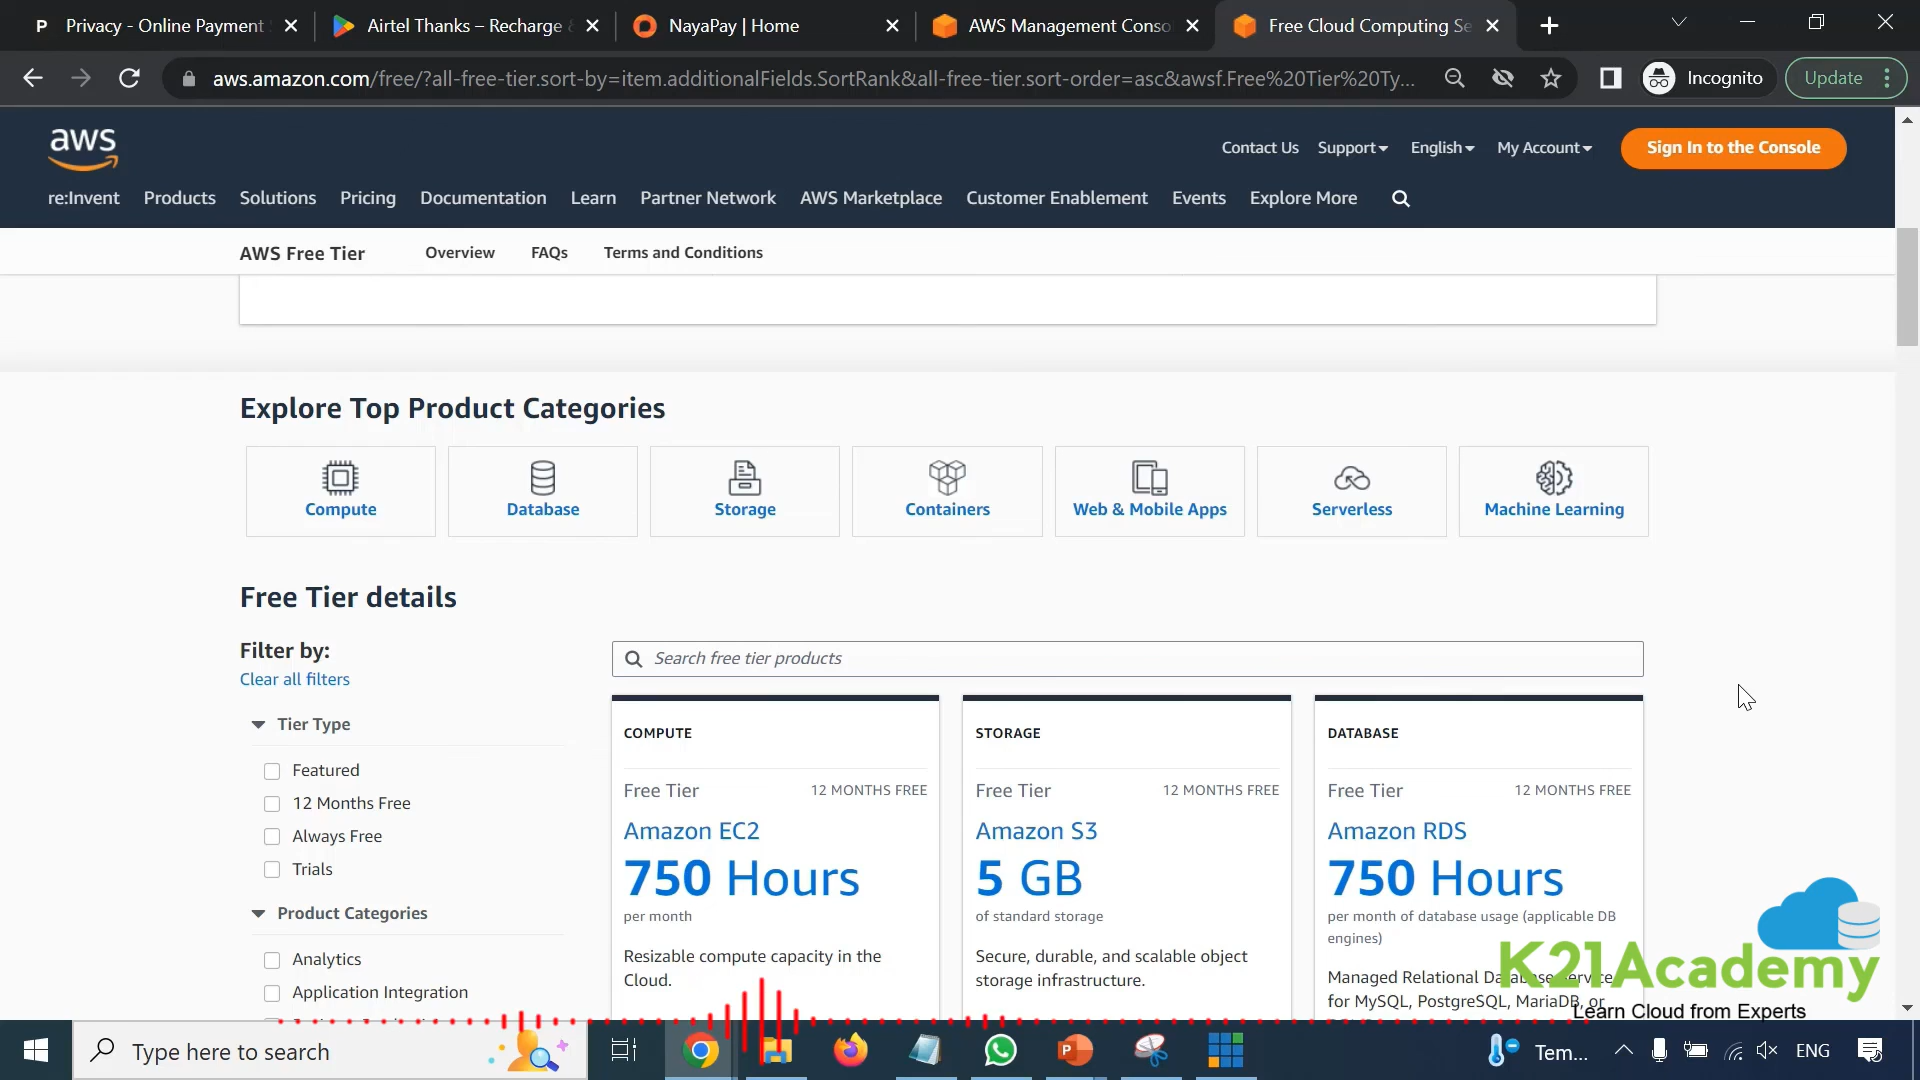 P Privacy - Online Payment
Airtel Thanks – Recharge
NayaPay | Home
AWS Management Conso
Free Cloud Computing Se
aws.amazon.com/free/?all-free-tier.sort-by=item.additionalFields.SortRank&all-free-tier.sort-order=asc&awsf.Free%20Tier%20Ty...
Incognito
Update
aws
Contact Us
Support
English
My Account
Sign In to the Console
re:Invent
Products
Solutions
Pricing
Documentation
Learn
Partner Network
AWS Marketplace
Customer Enablement
Events
Explore More
AWS Free Tier
Overview
FAQs
Terms and Conditions
Explore Top Product Categories
Compute
Database
Storage
Containers
Web & Mobile Apps
Serverless
Machine Learning
Free Tier details
Filter by:
Clear all filters
Search free tier products
Tier Type
Featured
12 Months Free
Always Free
Trials
Product Categories
Analytics
Application Integration
COMPUTE
Free Tier
12 MONTHS FREE
Amazon EC2
750 Hours
per month
Resizable compute capacity in the
Cloud.
STORAGE
Free Tier
12 MONTHS FREE
Amazon S3
5 GB
of standard storage
Secure, durable, and scalable object
storage infrastructure.
DATABASE
Free Tier
12 MONTHS FREE
Amazon RDS
750 Hours
per month of database usage (applicable DB
engines)
Managed Relational Database Service
for MySQL, PostgreSQL, MariaDB, or
K21Academy
Learn Cloud from Experts
Type here to search
Tem...
ENG